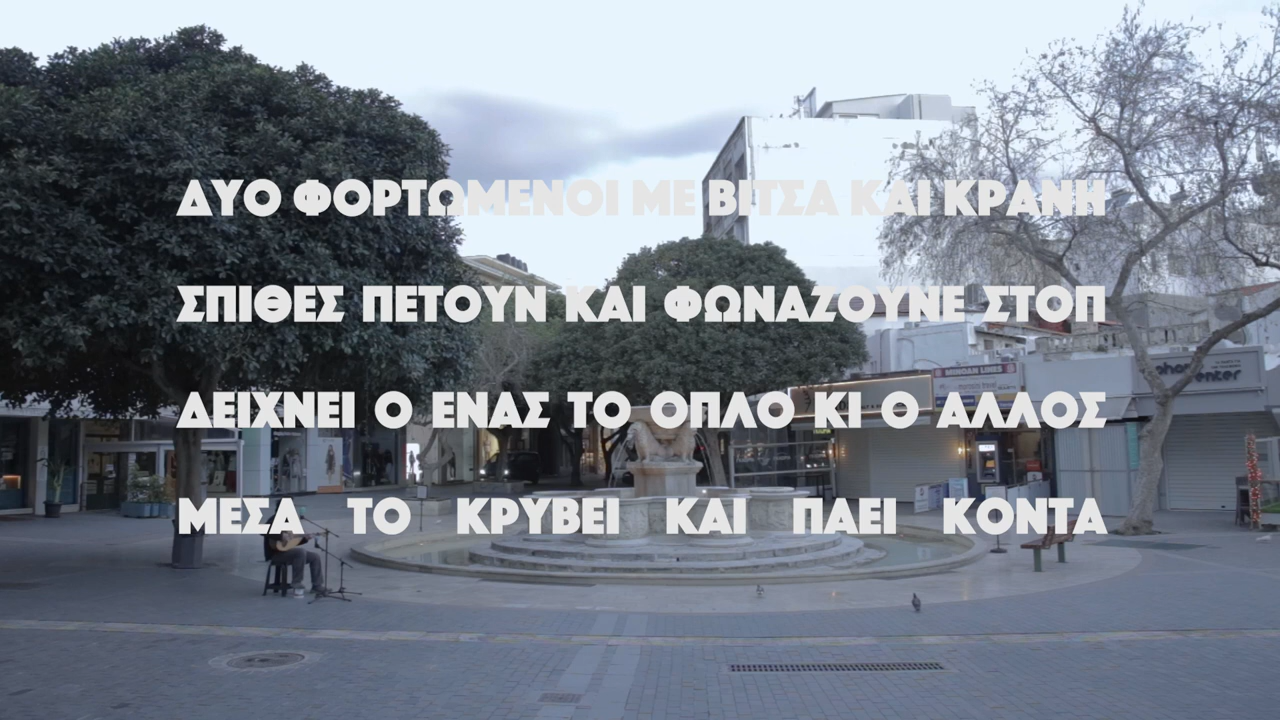 ΔΥΟ ΦΟΡΤΩΜΕΝΟΙ ΜΕ ΒΙΤΣΑ ΚΑΙ ΚΡΑΝΗ
ΣΠΙΘΕΣ ΠΕΤΟΥΝ ΚΑΙ ΦΩΝΑΖΟΥΝΕ ΣΤΟΠ
ΔΕΙΧΝΕΙ Ο ΕΝΑΣ ΤΟ ΟΠΛΟ ΚΙ Ο ΑΛΛΟΣ
ΜΕΣΑ ΤΟ ΚΡΥΒΕΙ ΚΑΙ ΠΑΕΙ ΚΟΝΤΑ
MINOAN LINES